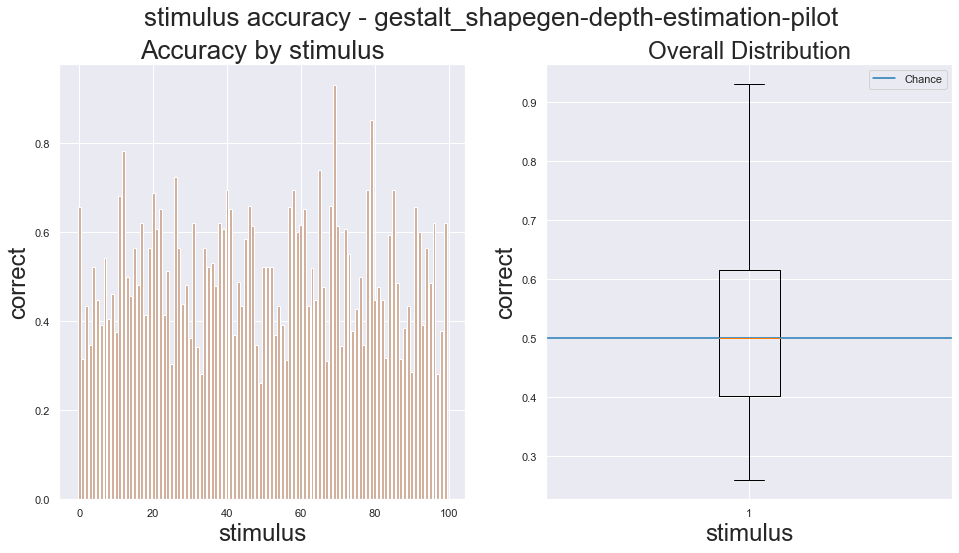 stimulus accuracy - gestalt_shapegen-depth-estimation-pilot
Accuracy by stimulus
correct
0.8
0.6
0.4
0.2
0.0
0 20 40 60 80 100
stimulus
Overall Distribution
Chance
correct
0.9
0.8
0.7
0.6
0.5
0.4
0.3
1
stimulus